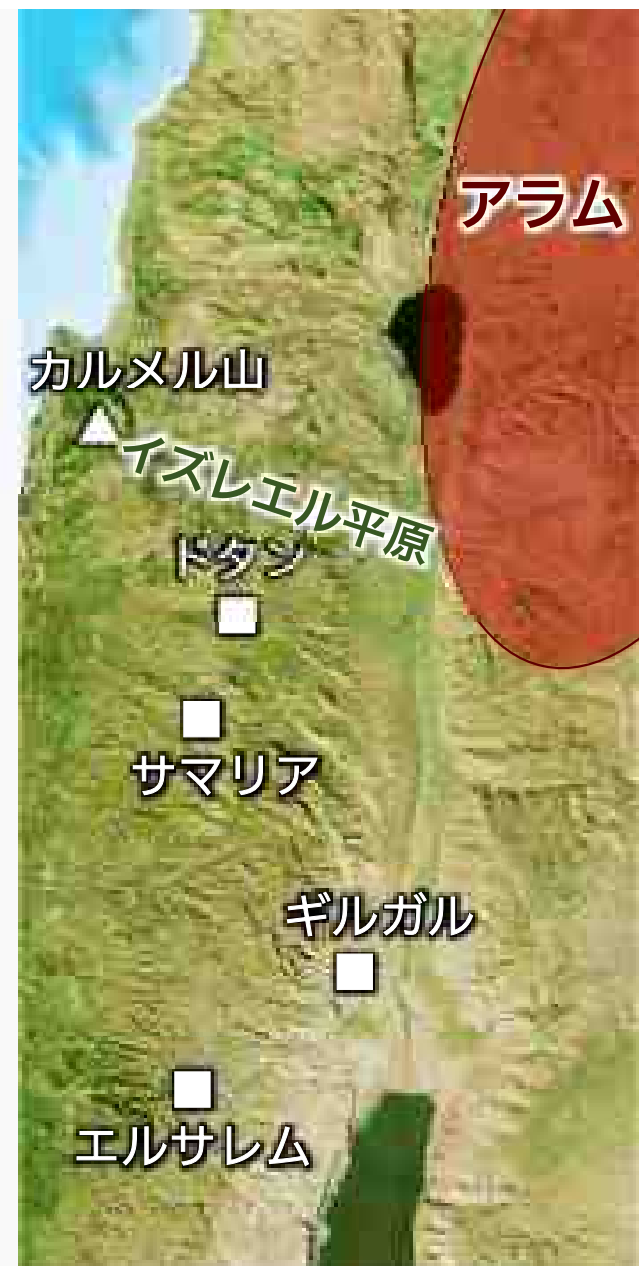 アラム
カルメル山
イズレエル平原
ドタン
サマリア
ギルガル
エルサレム